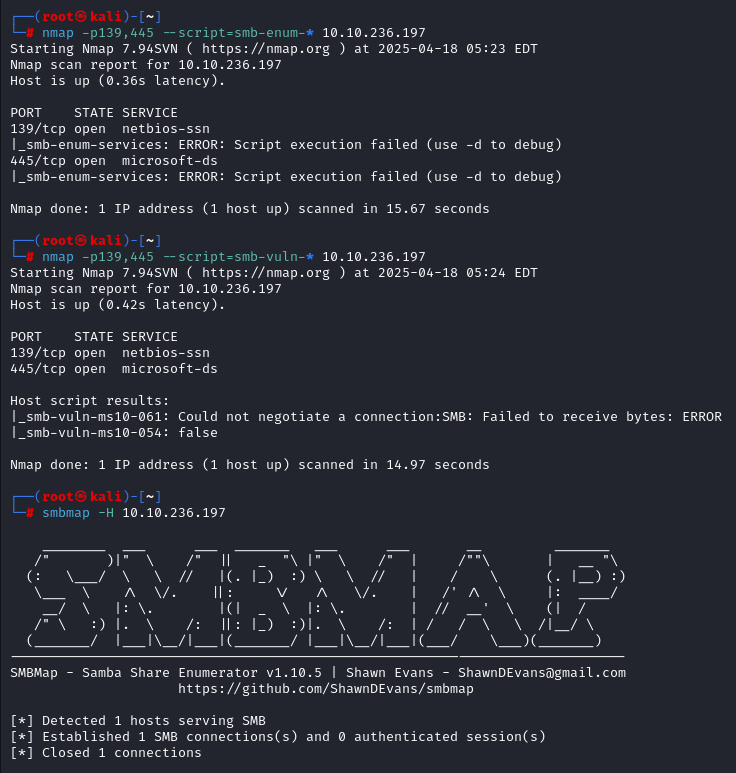 ┌──(root㉿kali)-[~]
└─# nmap -p139,445 --script=smb-enum-* 10.10.236.197
Starting Nmap 7.94SVN ( https://nmap.org ) at 2025-04-18 05:23 EDT
Nmap scan report for 10.10.236.197
Host is up (0.36s latency).

PORT    STATE SERVICE
139/tcp open  netbios-ssn
|_smb-enum-services: ERROR: Script execution failed (use -d to debug)
445/tcp open  microsoft-ds
|_smb-enum-services: ERROR: Script execution failed (use -d to debug)

Nmap done: 1 IP address (1 host up) scanned in 15.67 seconds

┌──(root㉿kali)-[~]
└─# nmap -p139,445 --script=smb-vuln-* 10.10.236.197
Starting Nmap 7.94SVN ( https://nmap.org ) at 2025-04-18 05:24 EDT
Nmap scan report for 10.10.236.197
Host is up (0.42s latency).

PORT    STATE SERVICE
139/tcp open  netbios-ssn
445/tcp open  microsoft-ds

Host script results:
|_smb-vuln-ms10-061: Could not negotiate a connection:SMB: Failed to receive bytes: ERROR
|_smb-vuln-ms10-054: false

Nmap done: 1 IP address (1 host up) scanned in 14.97 seconds

┌──(root㉿kali)-[~]
└─# smbmap -H 10.10.236.197

SMBMAP
SMBMap - Samba Share Enumerator v1.10.5 | Shawn Evans - ShawnDEvans@gmail.com
https://github.com/ShawnDEvans/smbmap

[*] Detected 1 hosts serving SMB
[*] Established 1 SMB connections(s) and 0 authenticated session(s)
[*] Closed 1 connections